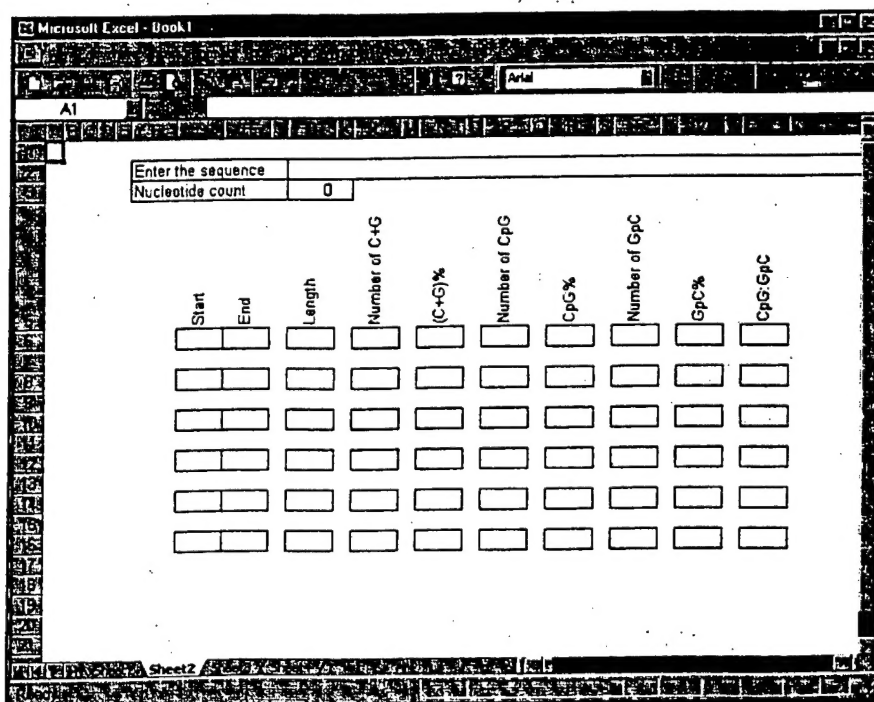 Microsoft Excel - Book1
Arial
A1
Enter the sequence
Nucleotide count 0
Start End Length Number of C+G (C+G)% Number of CpG CpG% Number of GpC GpC% CpG:GpC
Sheet2